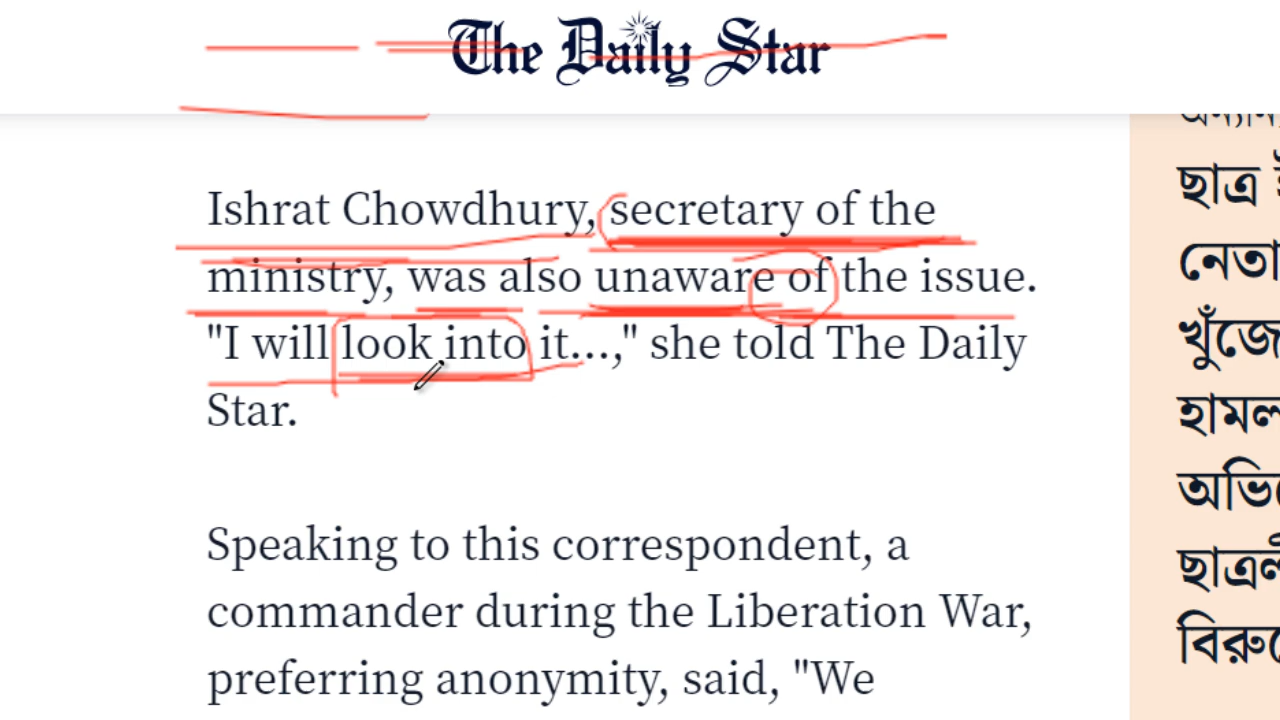 The Daily Star
Ishrat Chowdhury, secretary of the
ministry, was also unaware of the issue.
"I will look into it...," she told The Daily
Star.
Speaking to this correspondent, a
commander during the Liberation War,
preferring anonymity, said, "We
ছাত্র
নেতা
খুঁজে
হামল
অভি
বিরু